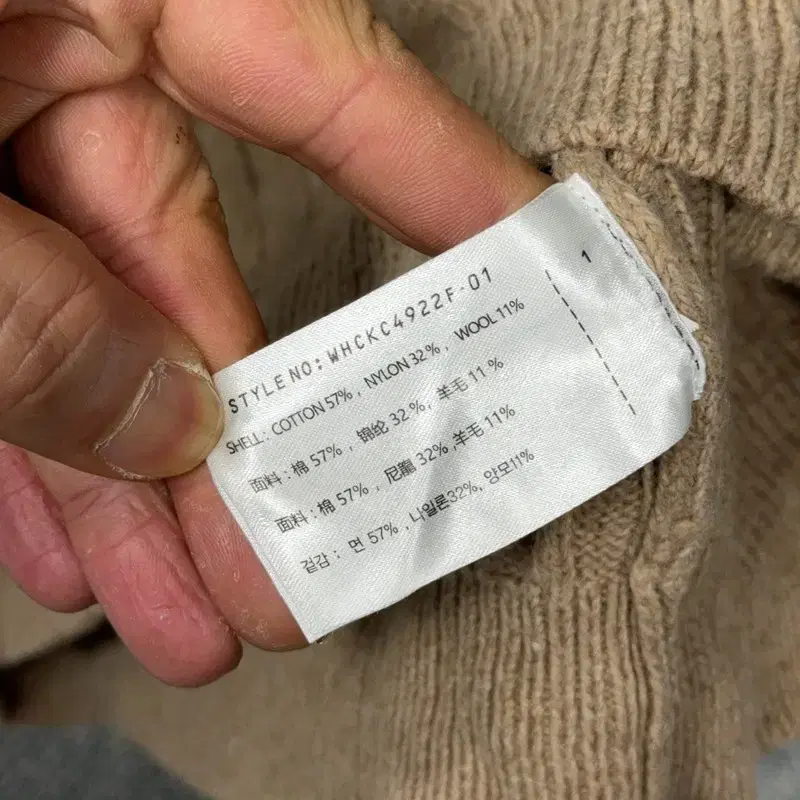 STYLE NO: WHCKC4922F-01
SHELL: COTTON 57%, NYLON 32%, WOOL 11%
面料: 棉 57%, 锦纶 32%, 羊毛 11%
面料: 棉 57%, 尼龍 32%, 羊毛 11%
겉감: 면 57%, 나일론32%, 양모11%
1